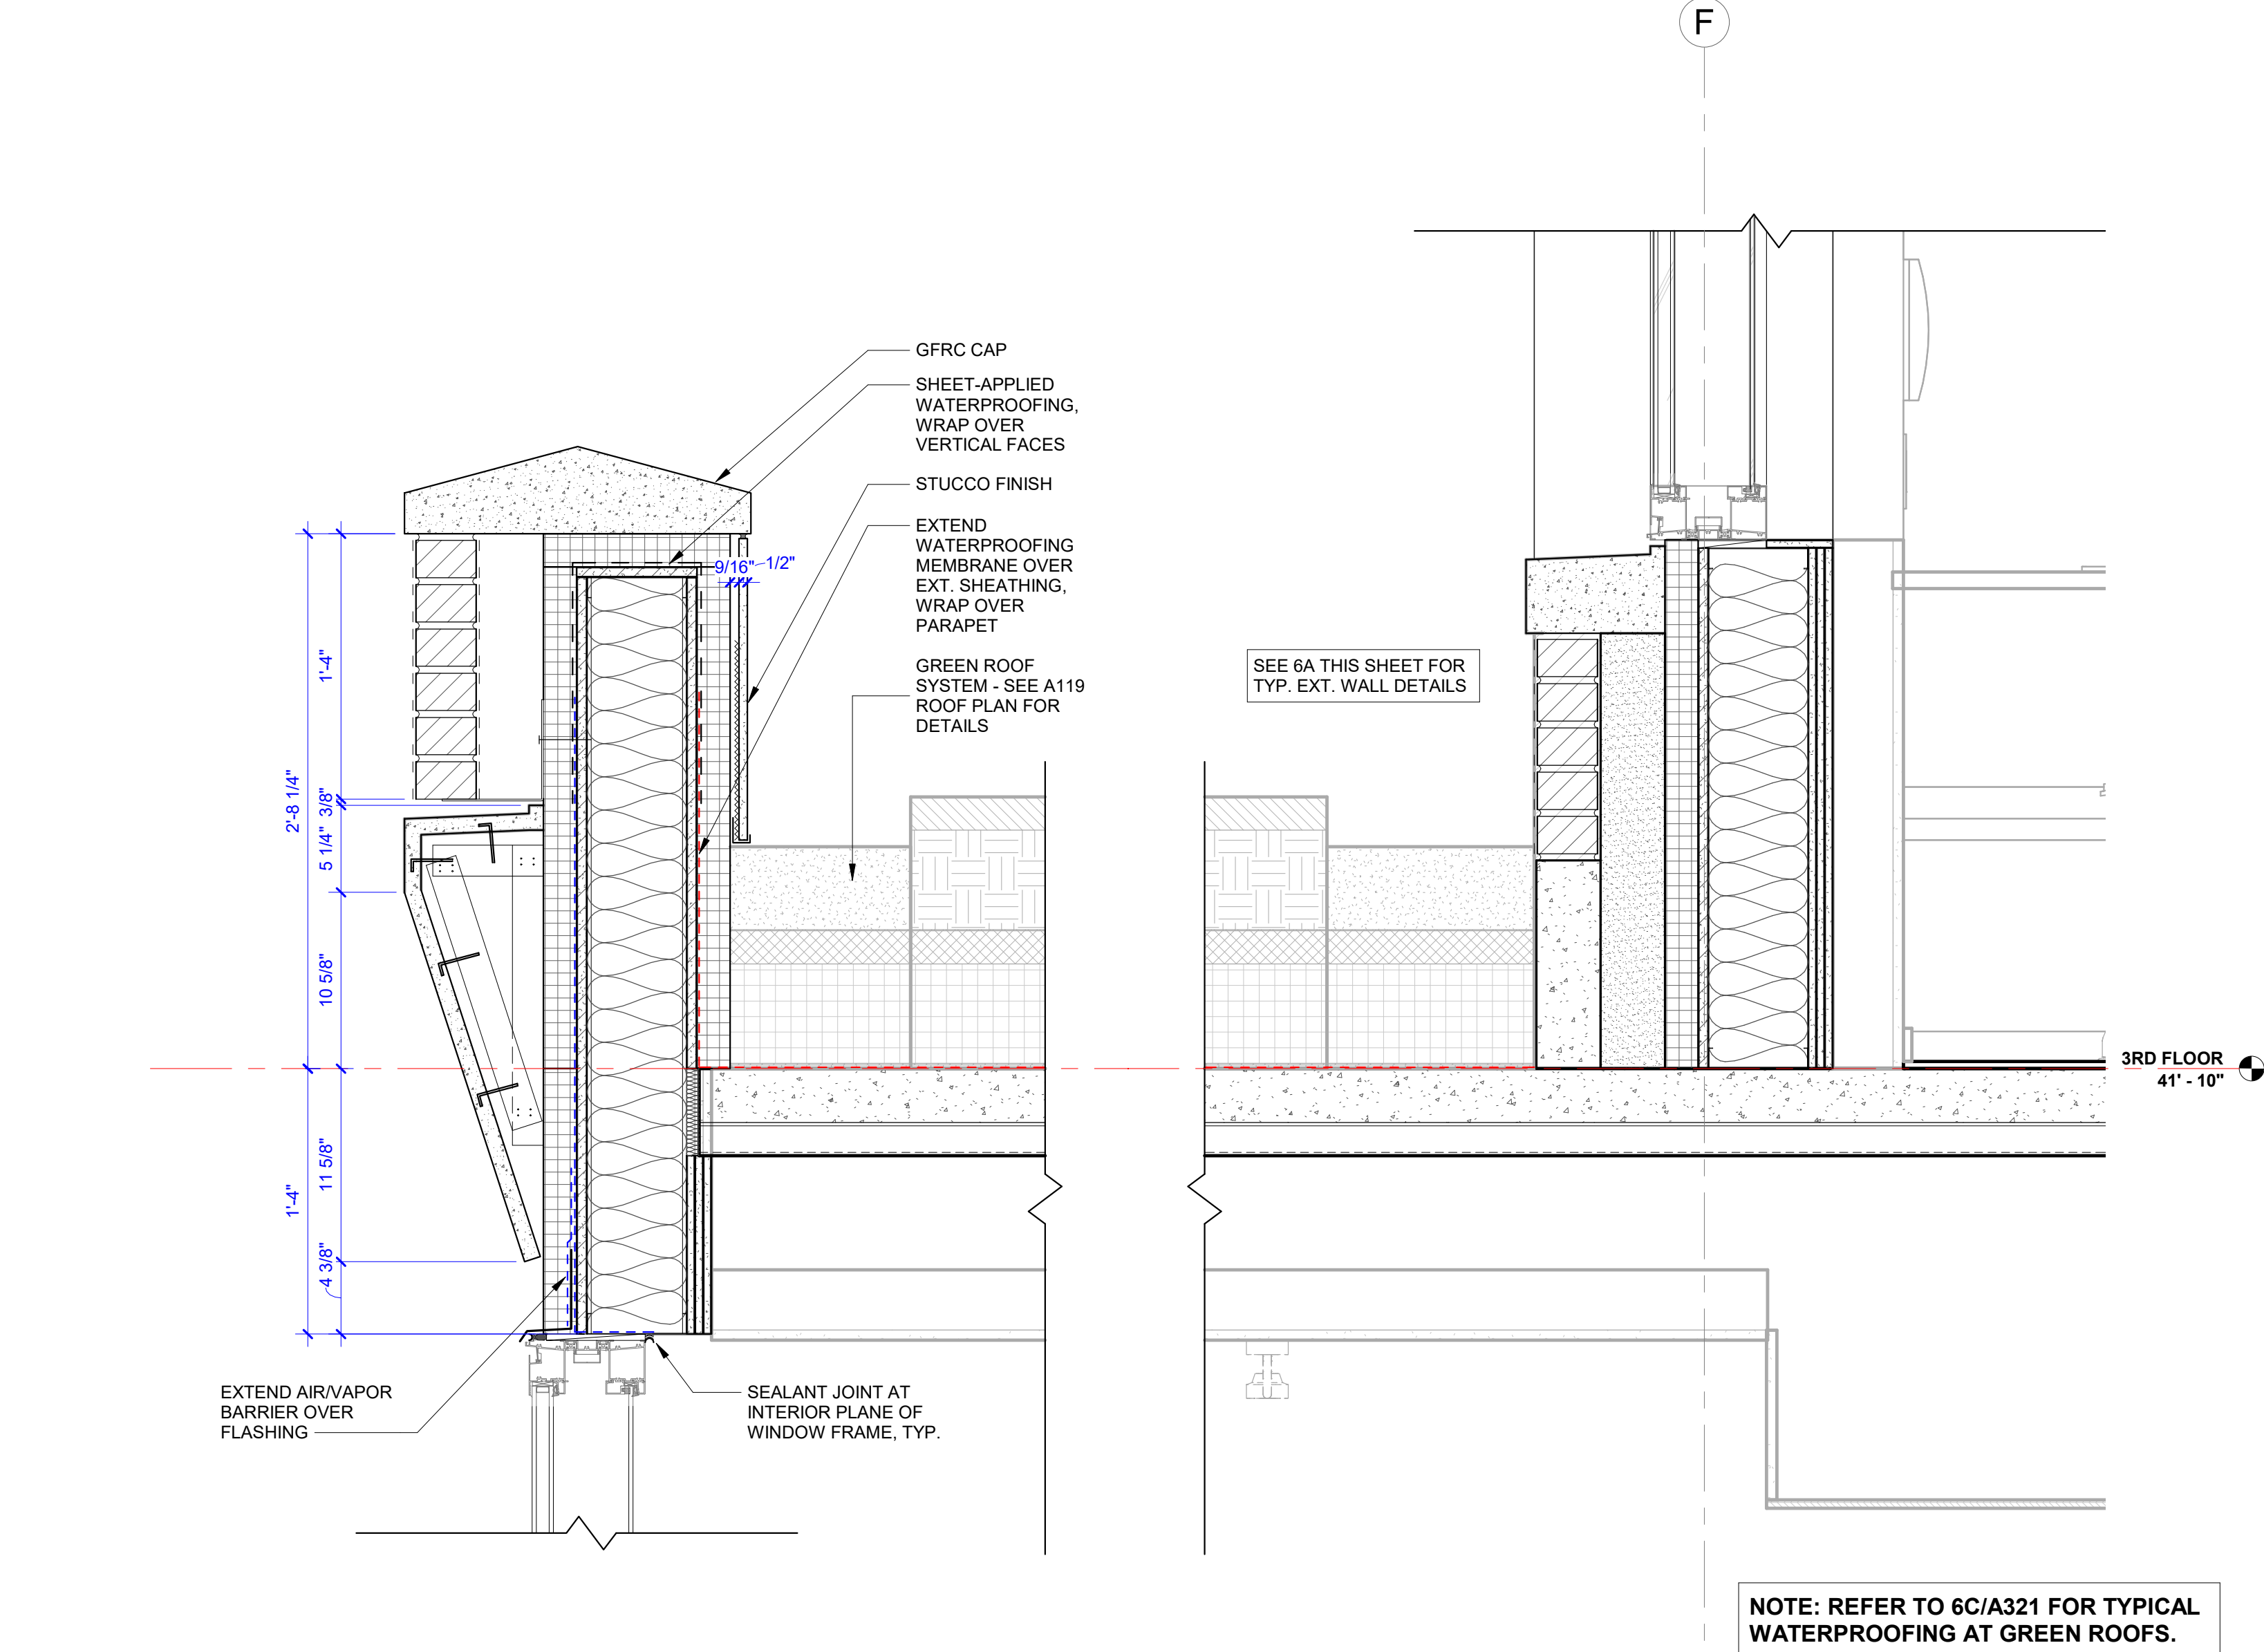 F
GFRC CAP
SHEET-APPLIED
WATERPROOFING,
WRAP OVER
VERTICAL FACES
STUCCO FINISH
EXTEND
WATERPROOFING
MEMBRANE OVER
EXT. SHEATHING,
WRAP OVER
PARAPET
GREEN ROOF
SYSTEM - SEE A119
ROOF PLAN FOR
DETAILS
9/16"
1/2"
SEE 6A THIS SHEET FOR
TYP. EXT. WALL DETAILS
2'-8 1/4"
1'-4"
1'-4"
3/8"
5 1/4"
10 5/8"
11 5/8"
4 3/8"
3RD FLOOR
41' - 10"
EXTEND AIR/VAPOR
BARRIER OVER
FLASHING
SEALANT JOINT AT
INTERIOR PLANE OF
WINDOW FRAME, TYP.
NOTE: REFER TO 6C/A321 FOR TYPICAL
WATERPROOFING AT GREEN ROOFS.